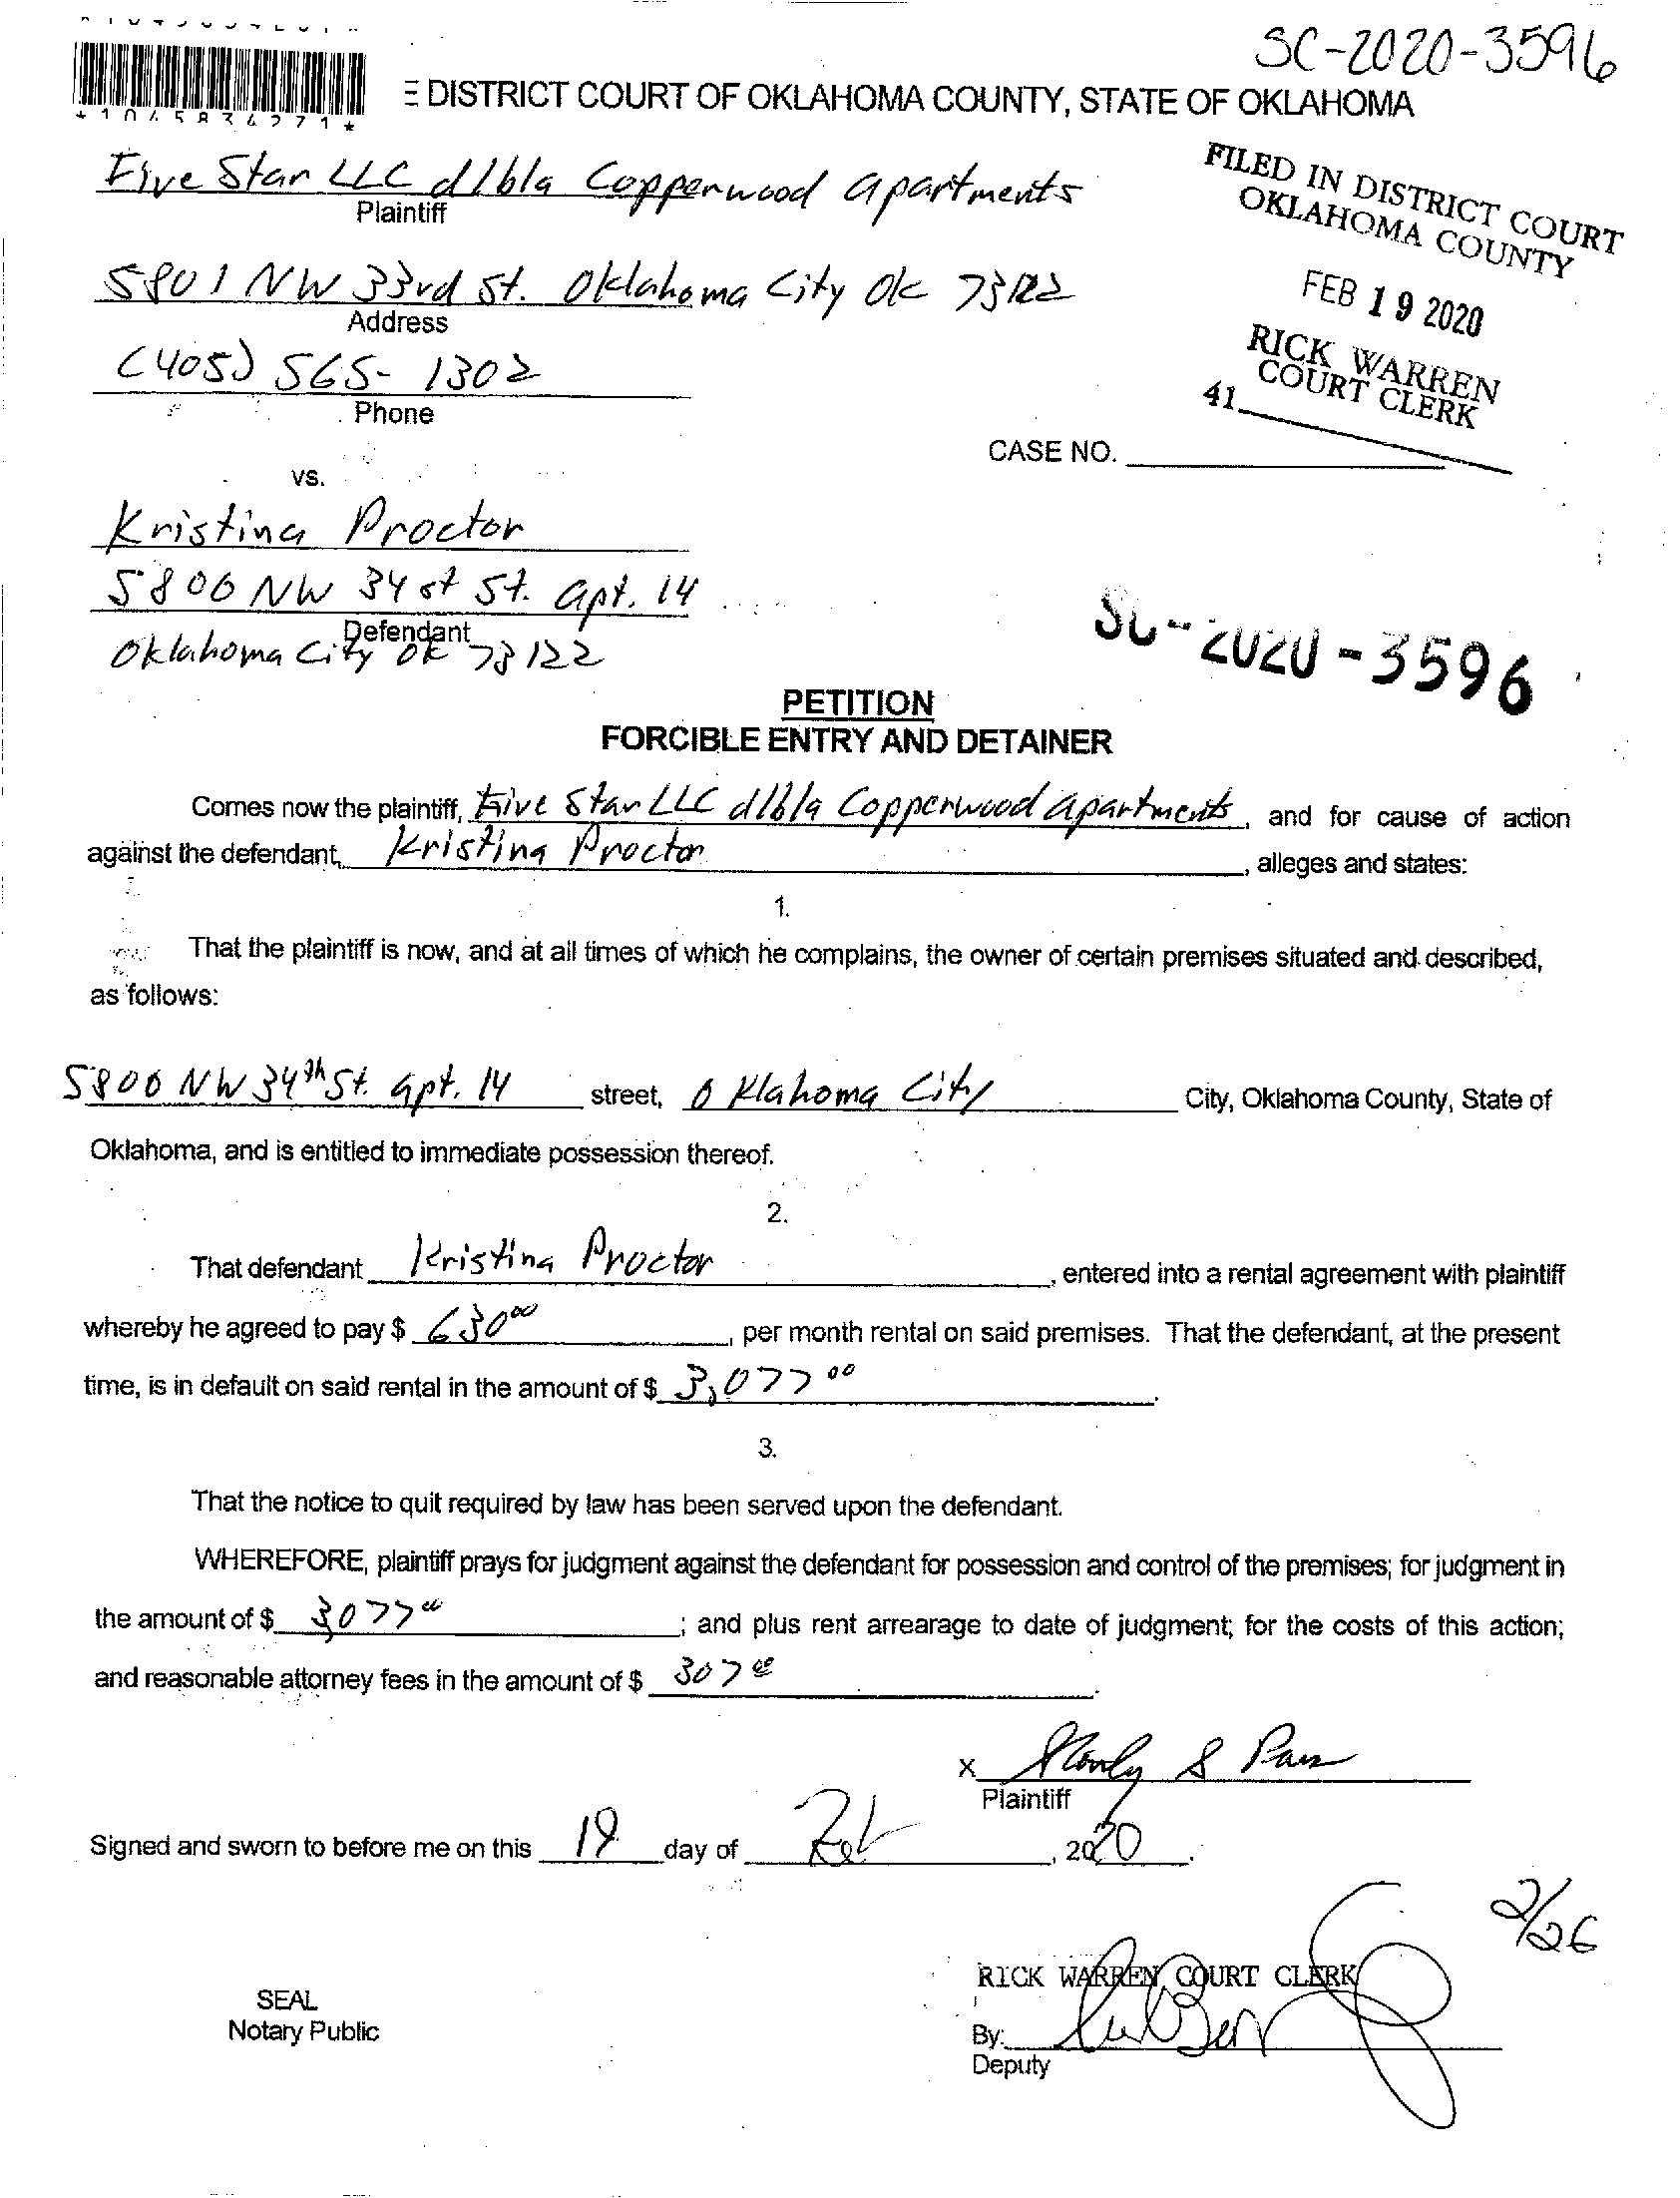 SC-2020-3596
E DISTRICT COURT OF OKLAHOMA COUNTY, STATE OF OKLAHOMA
Five Star LLC d/b/a Copperwood apartments
Plaintiff
FILED IN DISTRICT COURT
OKLAHOMA COUNTY
5801 NW 33rd St. Oklahoma City OK 73122
Address
FEB 19 2020
(405) 565-1302
Phone
RICK WARREN
COURT CLERK
41
CASE NO.
vs.
Kristina Proctor
5800 NW 34st St. apt. 14
Defendant
Oklahoma City OK 73122
SC-2020-3596
PETITION
FORCIBLE ENTRY AND DETAINER
Comes now the plaintiff, Five Star LLC d/b/a Copperwood apartments, and for cause of action
against the defendant, Kristina Proctor, alleges and states:
1.
That the plaintiff is now, and at all times of which he complains, the owner of certain premises situated and described,
as follows:
5800 NW 34th St. apt. 14 street, Oklahoma City City, Oklahoma County, State of
Oklahoma, and is entitled to immediate possession thereof.
2.
That defendant Kristina Proctor, entered into a rental agreement with plaintiff
whereby he agreed to pay $ 630 00, per month rental on said premises. That the defendant, at the present
time, is in default on said rental in the amount of $ 3,077 00.
3.
That the notice to quit required by law has been served upon the defendant.
WHEREFORE, plaintiff prays for judgment against the defendant for possession and control of the premises; for judgment in
the amount of $ 3,077 00; and plus rent arrearage to date of judgment; for the costs of this action;
and reasonable attorney fees in the amount of $ 307 00.
X
Plaintiff
Signed and sworn to before me on this 19 day of Feb, 2020.
2/26
RICK WARREN COURT CLERK
SEAL
Notary Public
By:
Deputy